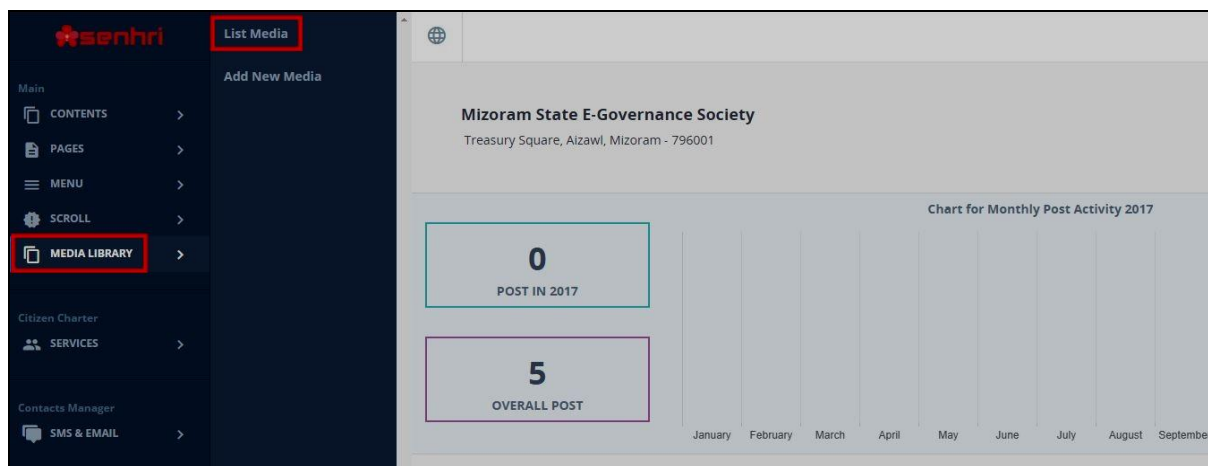 senhri
Main
CONTENTS
PAGES
MENU
SCROLL
MEDIA LIBRARY
Citizen Charter
SERVICES
Contacts Manager
SMS & EMAIL
List Media
Add New Media
Mizoram State E-Governance Society
Treasury Square, Aizawl, Mizoram - 796001
0
POST IN 2017
5
OVERALL POST
Chart for Monthly Post Activity 2017
January February March April May June July August Septembe